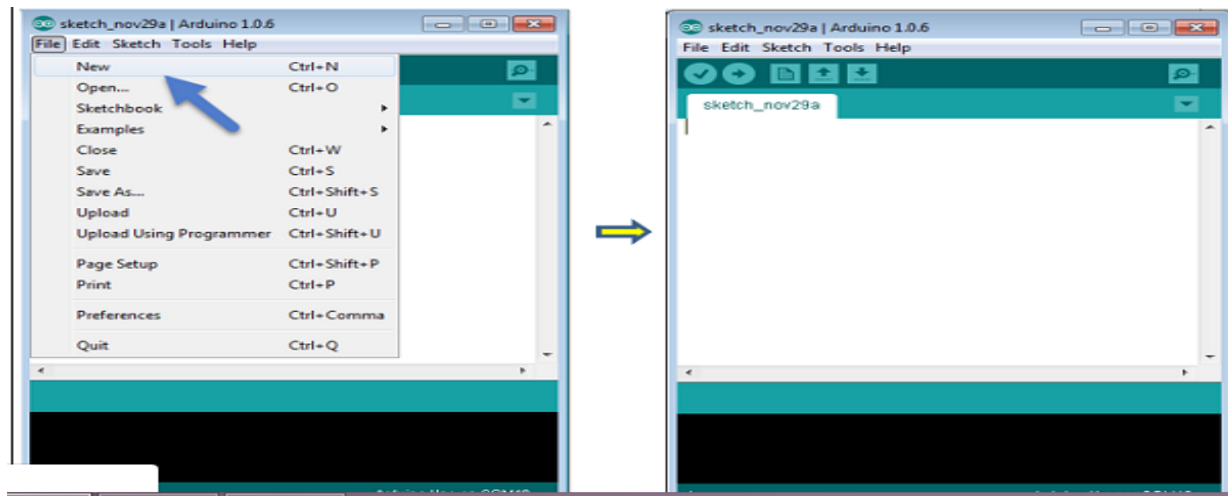 sketch_nov29a | Arduino 1.0.6
File Edit Sketch Tools Help
New Ctrl+N
Open... Ctrl+O
Sketchbook
Examples
Close Ctrl+W
Save Ctrl+S
Save As... Ctrl+Shift+S
Upload Ctrl+U
Upload Using Programmer Ctrl+Shift+U
Page Setup Ctrl+Shift+P
Print Ctrl+P
Preferences Ctrl+Comma
Quit Ctrl+Q
sketch_nov29a | Arduino 1.0.6
File Edit Sketch Tools Help
sketch_nov29a